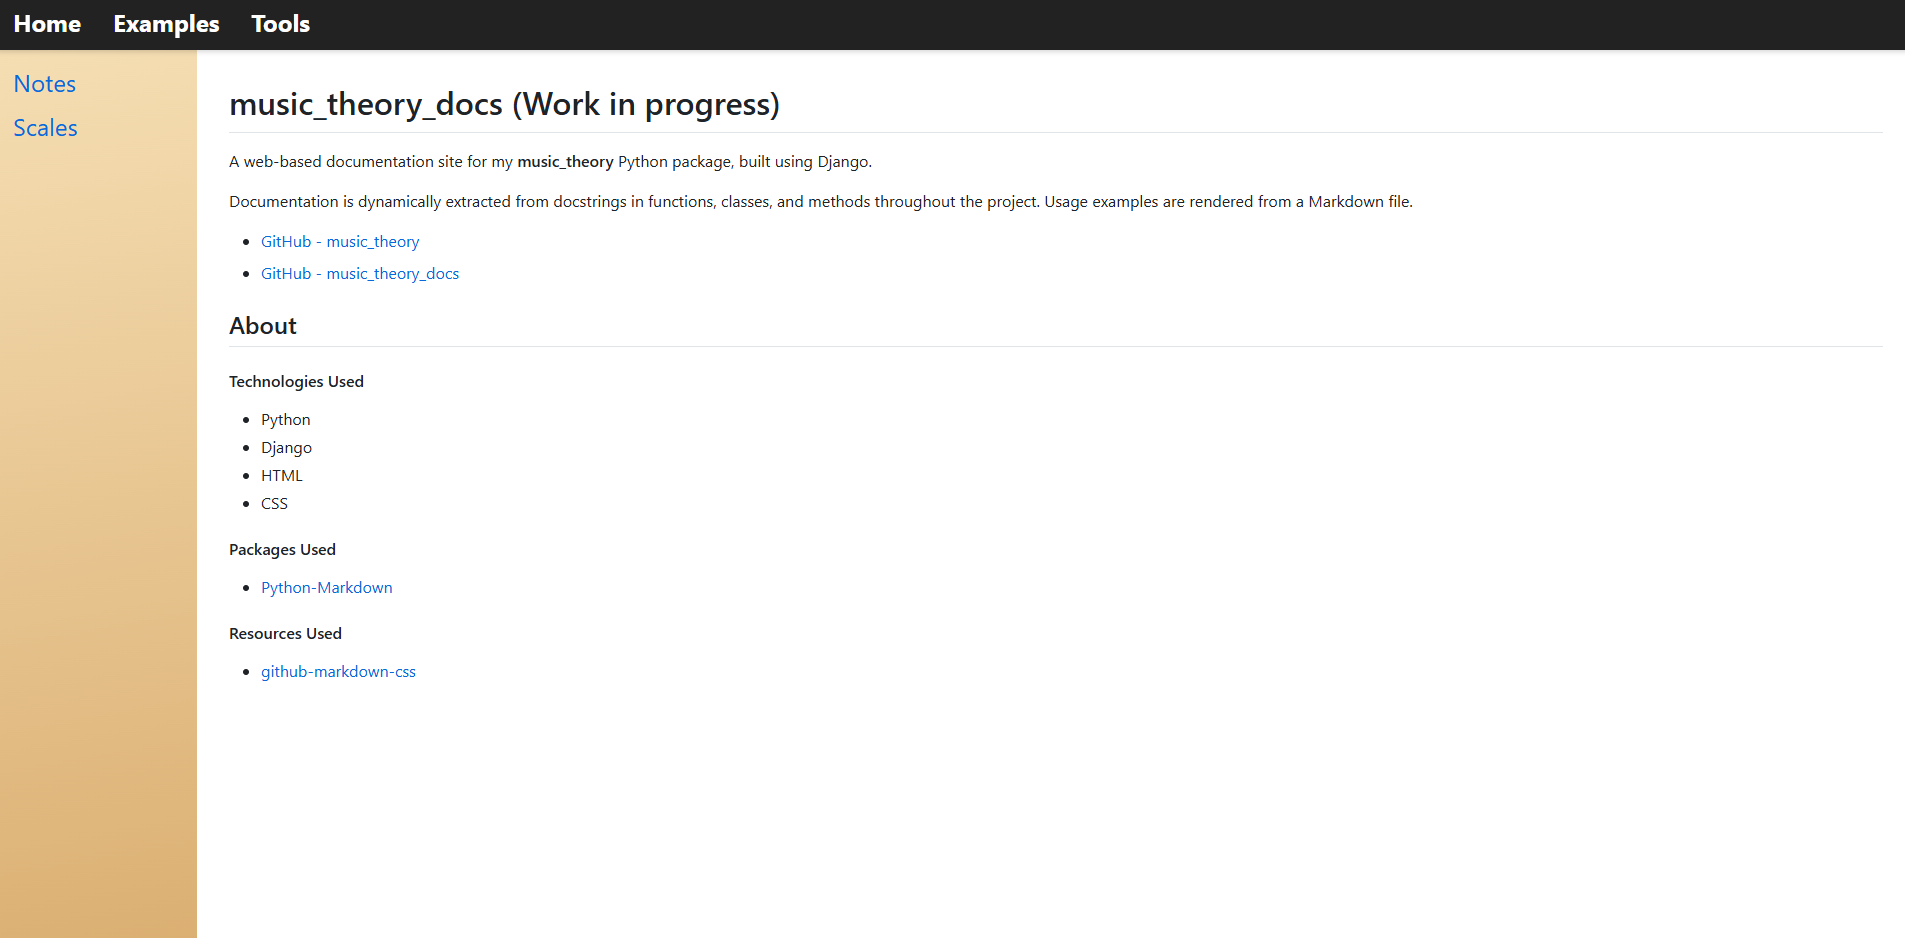 Home Examples Tools
Notes
Scales
music_theory_docs (Work in progress)
A web-based documentation site for my music_theory Python package, built using Django.
Documentation is dynamically extracted from docstrings in functions, classes, and methods throughout the project. Usage examples are rendered from a Markdown file.
GitHub - music_theory
GitHub - music_theory_docs
About
Technologies Used
Python
Django
HTML
CSS
Packages Used
Python-Markdown
Resources Used
github-markdown-css